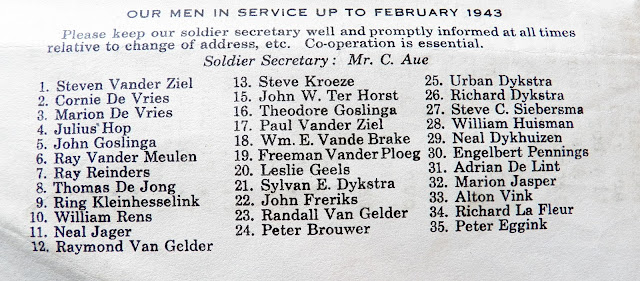 OUR MEN IN SERVICE UP TO FEBRUARY 1943
Please keep our soldier secretary well and promptly informed at all times
relative to change of address, etc. Co-operation is essential.
Soldier Secretary: Mr. C. Aue
1. Steven Vander Ziel
2. Cornie De Vries
3. Marion De Vries
4. Julius Hop
5. John Goslinga
6. Ray Vander Meulen
7. Ray Reinders
8. Thomas De Jong
9. Ring Kleinhesselink
10. William Rens
11. Neal Jager
12. Raymond Van Gelder
13. Steve Kroeze
15. John W. Ter Horst
16. Theodore Goslinga
17. Paul Vander Ziel
18. Wm. E. Vande Brake
19. Freeman Vander Ploeg
20. Leslie Geels
21. Sylvan E. Dykstra
22. John Freriks
23. Randall Van Gelder
24. Peter Brouwer
25. Urban Dykstra
26. Richard Dykstra
27. Steve C. Siebersma
28. William Huisman
29. Neal Dykhuizen
30. Engelbert Pennings
31. Adrian De Lint
32. Marion Jasper
33. Alton Vink
34. Richard La Fleur
35. Peter Eggink